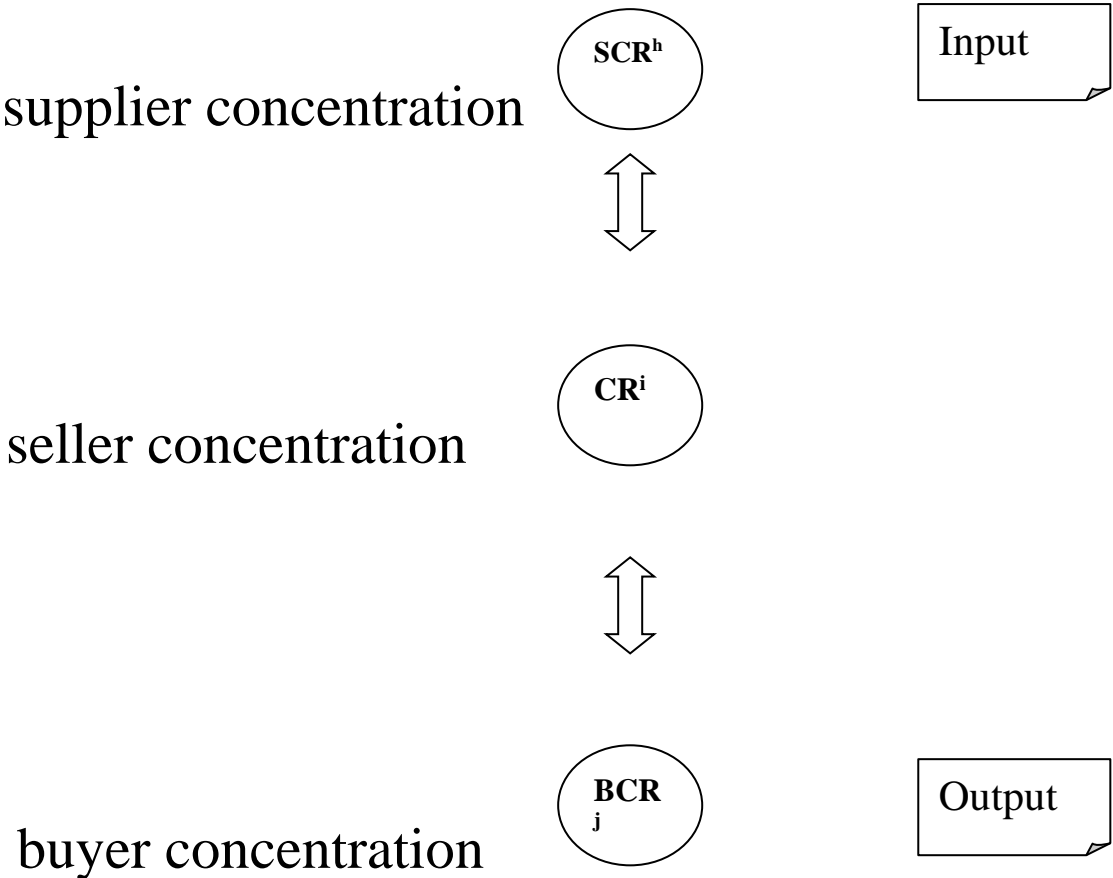 SCRʰ
Input
supplier concentration
CRⁱ
seller concentration
BCR
j
Output
buyer concentration